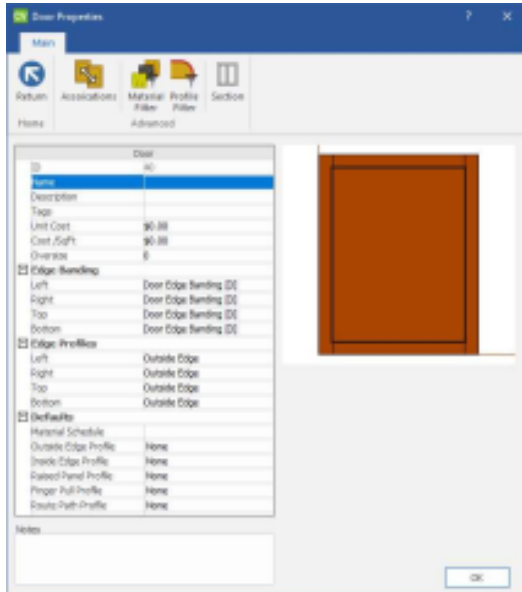 CV Door Properties ? ×
Main
Return Associations Material Filter Profile Filter Section
Home Advanced
Door
ID
Name
Description
Tags
Unit Cost $0.00
Cost /SqFt $0.00
Oversize 0
Edge Banding
Left Door Edge Banding [D]
Right Door Edge Banding [D]
Top Door Edge Banding [D]
Bottom Door Edge Banding [D]
Edge Profiles
Left Outside Edge
Right Outside Edge
Top Outside Edge
Bottom Outside Edge
Defaults
Material Schedule
Outside Edge Profile None
Inside Edge Profile None
Raised Panel Profile None
Finger Pull Profile None
Route Path Profile None
Notes
OK